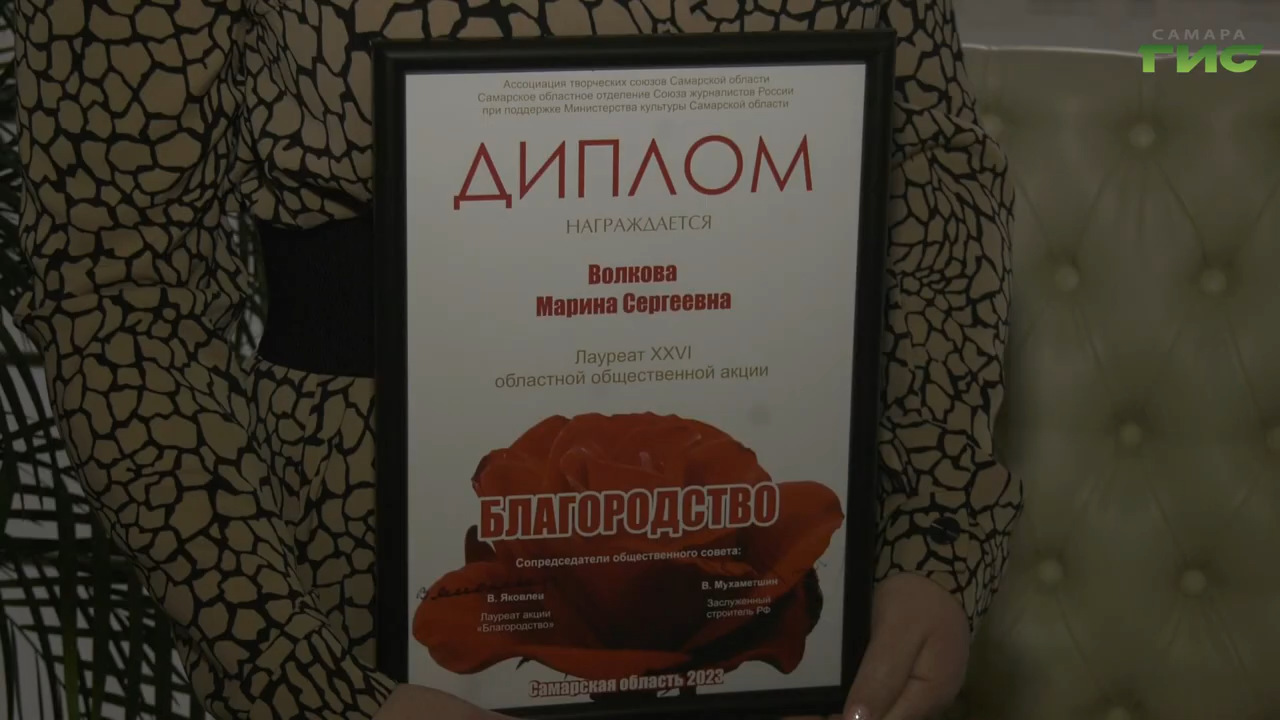 САМАРА
ГИС
Ассоциация творческих союзов Самарской области
Самарское областное отделение Союза журналистов России
при поддержке Министерства культуры Самарской области
ДИПЛОМ
НАГРАЖДАЕТСЯ
Волкова
Марина Сергеевна
Лауреат XXVI
областной общественной акции
БЛАГОРОДСТВО
Сопредседатели общественного совета:
В. Яковлев
Лауреат акции
«Благородство»
В. Мухаметшин
Заслуженный
строитель РФ
Самарская область 2023